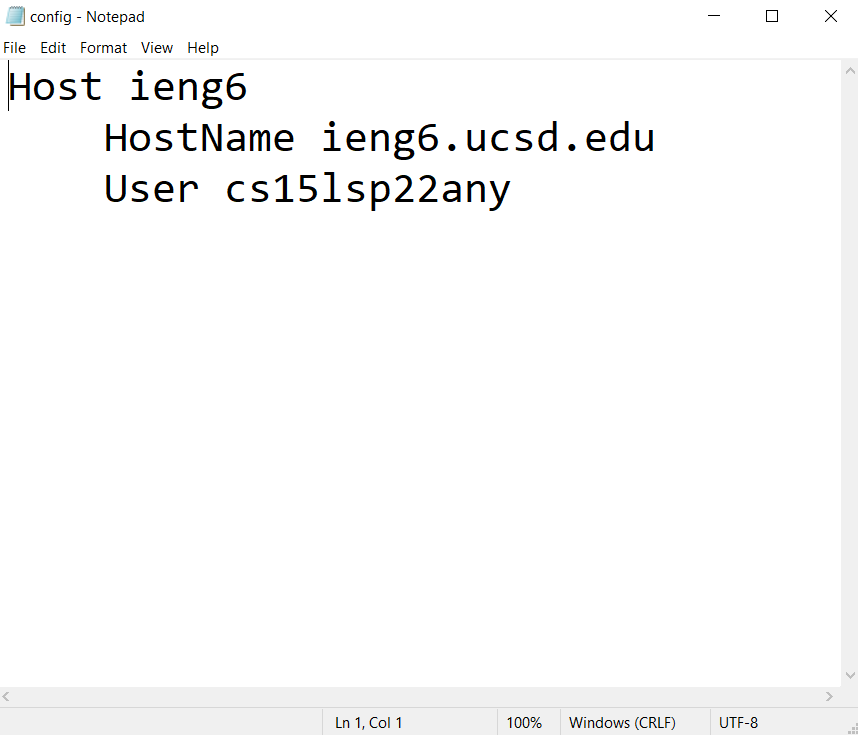 config - Notepad
File Edit Format View Help
Host ieng6
    HostName ieng6.ucsd.edu
    User cs15lsp22any
Ln 1, Col 1 100% Windows (CRLF) UTF-8